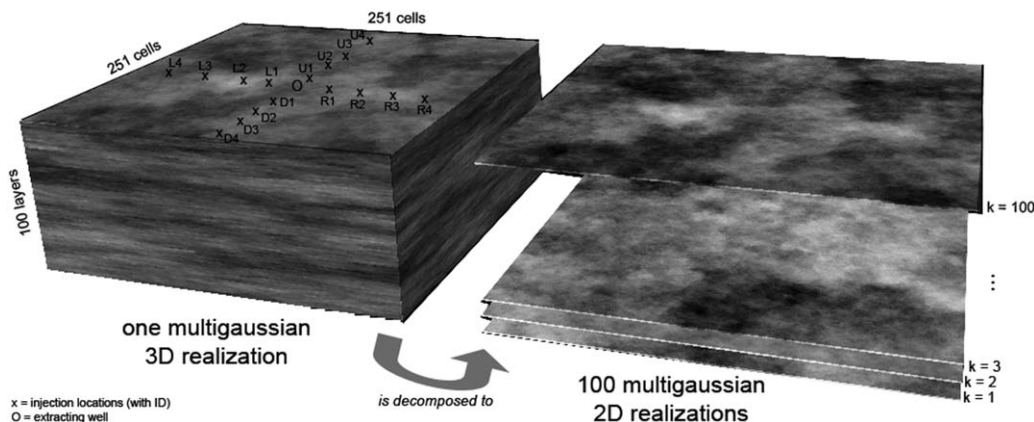 251 cells
251 cells
U4
U3
U2
U1
L4
L3
L2
L1
O
D1
D2
D3
D4
R1
R2
R3
R4
x
100 layers
k = 100
⋮
k = 3
k = 2
k = 1
one multigaussian
3D realization
is decomposed to
100 multigaussian
2D realizations
x = injection locations (with ID)
O = extracting well